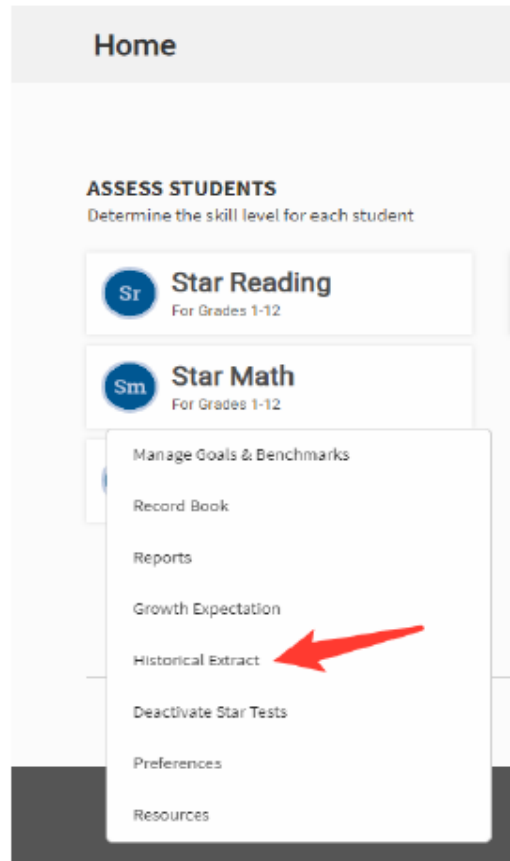 Home
ASSESS STUDENTS
Determine the skill level for each student
Sr
Star Reading
For Grades 1-12
Sm
Star Math
For Grades 1-12
Manage Goals & Benchmarks
Record Book
Reports
Growth Expectation
Historical Extract
Deactivate Star Tests
Preferences
Resources